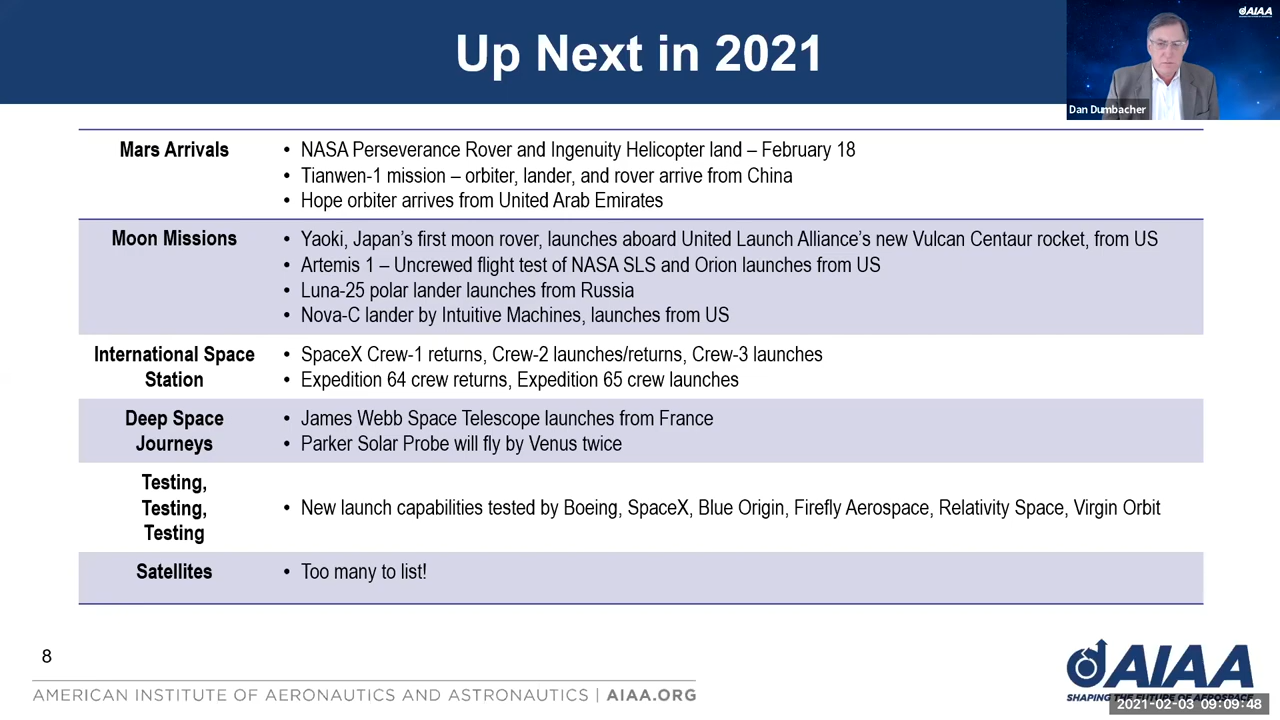 Up Next in 2021
AIAA
Dan Dumbacher
Mars Arrivals
• NASA Perseverance Rover and Ingenuity Helicopter land – February 18
• Tianwen-1 mission – orbiter, lander, and rover arrive from China
• Hope orbiter arrives from United Arab Emirates
Moon Missions
• Yaoki, Japan's first moon rover, launches aboard United Launch Alliance's new Vulcan Centaur rocket, from US
• Artemis 1 – Uncrewed flight test of NASA SLS and Orion launches from US
• Luna-25 polar lander launches from Russia
• Nova-C lander by Intuitive Machines, launches from US
International Space
Station
• SpaceX Crew-1 returns, Crew-2 launches/returns, Crew-3 launches
• Expedition 64 crew returns, Expedition 65 crew launches
Deep Space
Journeys
• James Webb Space Telescope launches from France
• Parker Solar Probe will fly by Venus twice
Testing,
Testing,
Testing
• New launch capabilities tested by Boeing, SpaceX, Blue Origin, Firefly Aerospace, Relativity Space, Virgin Orbit
Satellites
• Too many to list!
8
AMERICAN INSTITUTE OF AERONAUTICS AND ASTRONAUTICS | AIAA.ORG
AIAA
SHAPING THE FUTURE OF AEROSPACE
2021-02-03 09:09:48